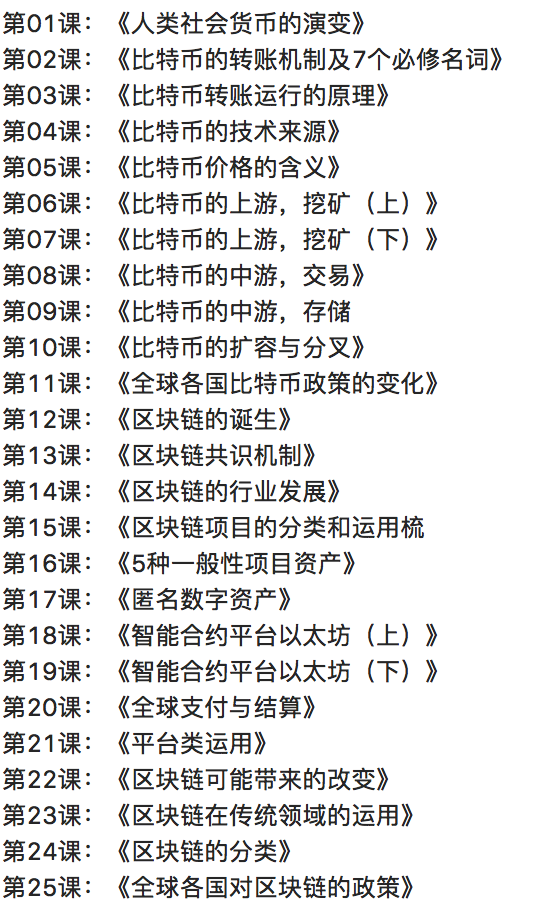 第01课：《人类社会货币的演变》
第02课：《比特币的转账机制及7个必修名词》
第03课：《比特币转账运行的原理》
第04课：《比特币的技术来源》
第05课：《比特币价格的含义》
第06课：《比特币的上游，挖矿（上）》
第07课：《比特币的上游，挖矿（下）》
第08课：《比特币的中游，交易》
第09课：《比特币的中游，存储
第10课：《比特币的扩容与分叉》
第11课：《全球各国比特币政策的变化》
第12课：《区块链的诞生》
第13课：《区块链共识机制》
第14课：《区块链的行业发展》
第15课：《区块链项目的分类和运用梳
第16课：《5种一般性项目资产》
第17课：《匿名数字资产》
第18课：《智能合约平台以太坊（上）》
第19课：《智能合约平台以太坊（下）》
第20课：《全球支付与结算》
第21课：《平台类运用》
第22课：《区块链可能带来的改变》
第23课：《区块链在传统领域的运用》
第24课：《区块链的分类》
第25课：《全球各国对区块链的政策》